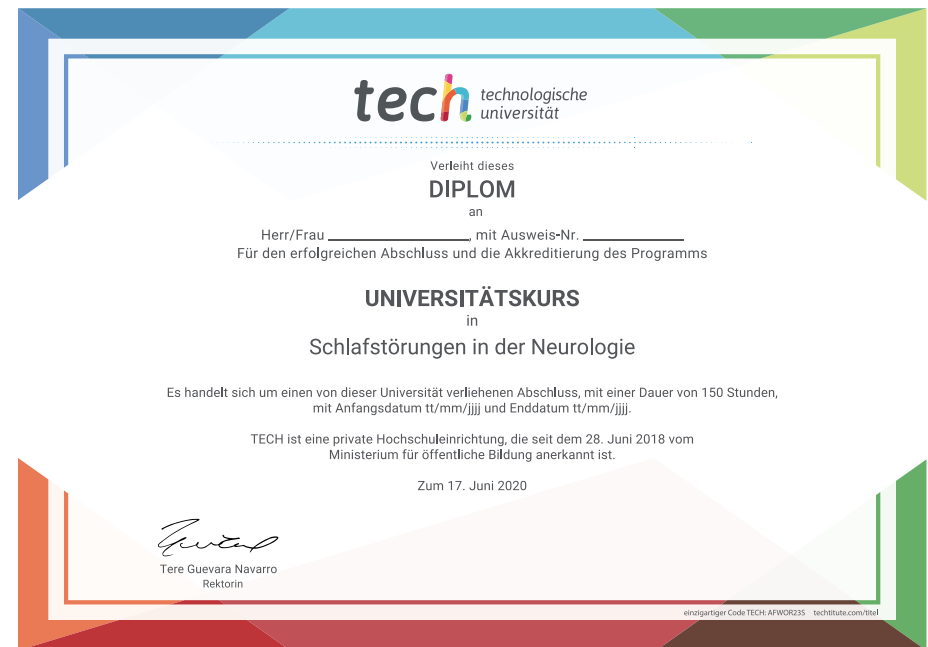 tech technologische
universität
Verleiht dieses
DIPLOM
an
Herr/Frau ________________, mit Ausweis-Nr. ____________
Für den erfolgreichen Abschluss und die Akkreditierung des Programms
UNIVERSITÄTSKURS
in
Schlafstörungen in der Neurologie
Es handelt sich um einen von dieser Universität verliehenen Abschluss, mit einer Dauer von 150 Stunden,
mit Anfangsdatum tt/mm/jjjj und Enddatum tt/mm/jjjj.
TECH ist eine private Hochschuleinrichtung, die seit dem 28. Juni 2018 vom
Ministerium für öffentliche Bildung anerkannt ist.
Zum 17. Juni 2020
Tere Guevara Navarro
Rektorin
einzigartiger Code TECH: AFWOR23S techtitute.com/titel